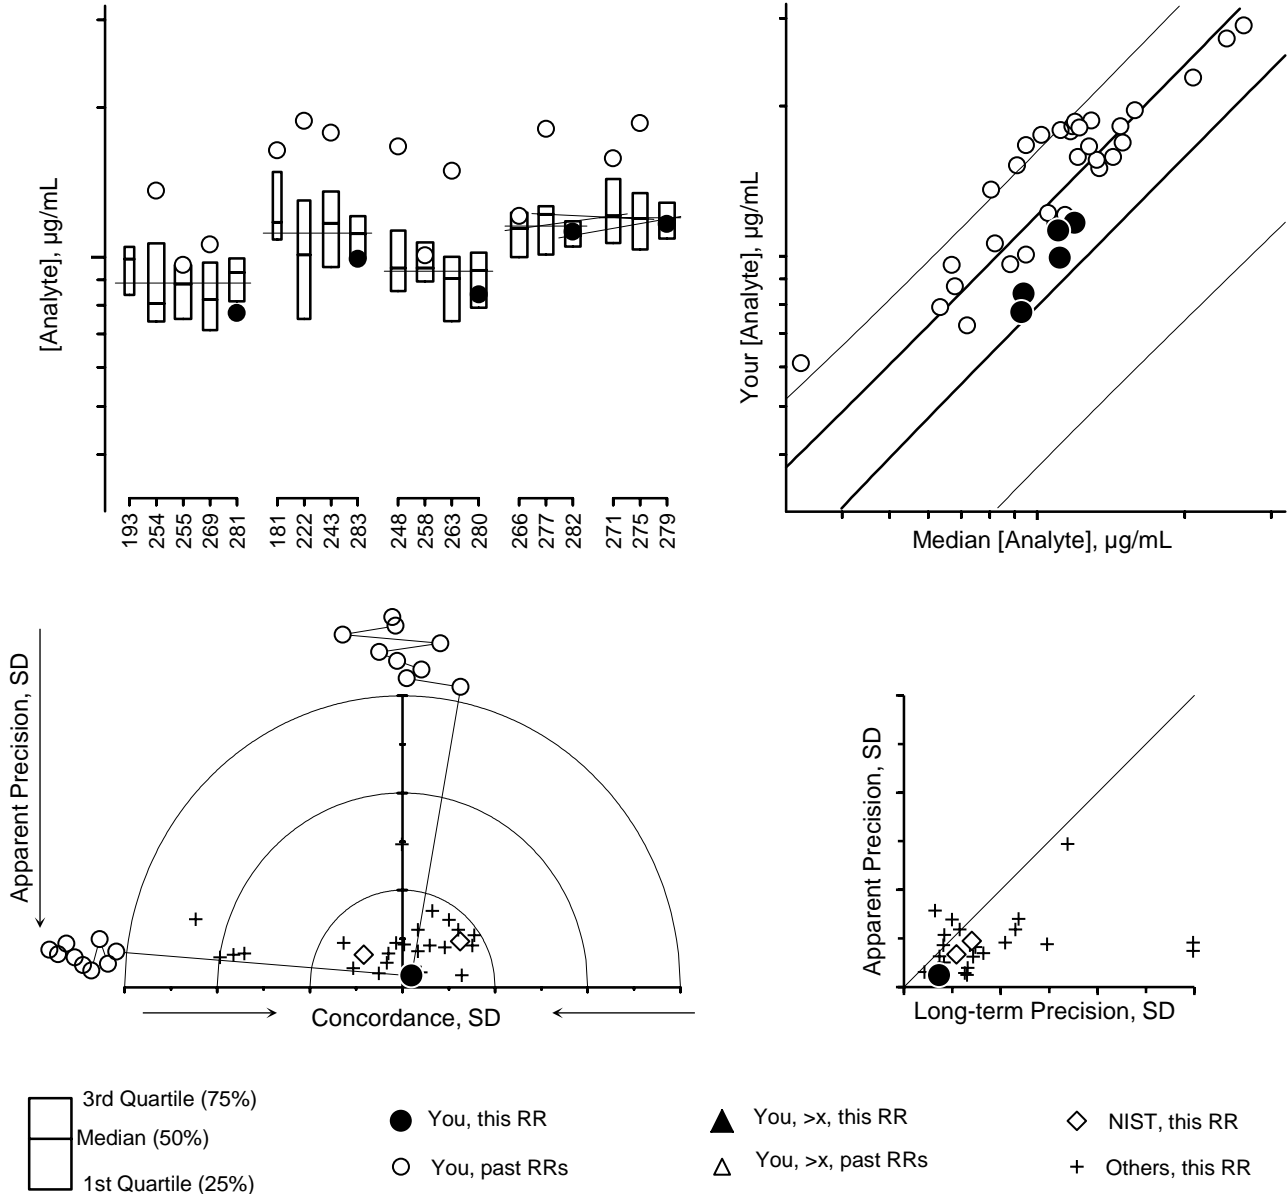 [Analyte], µg/mL
193
254
255
269
281
181
222
243
283
248
258
263
280
266
277
282
271
275
279
Your [Analyte], µg/mL
Median [Analyte], µg/mL
Apparent Precision, SD
Concordance, SD
Apparent Precision, SD
Long-term Precision, SD
3rd Quartile (75%)
Median (50%)
1st Quartile (25%)
You, this RR
You, past RRs
You, >x, this RR
You, >x, past RRs
NIST, this RR
Others, this RR